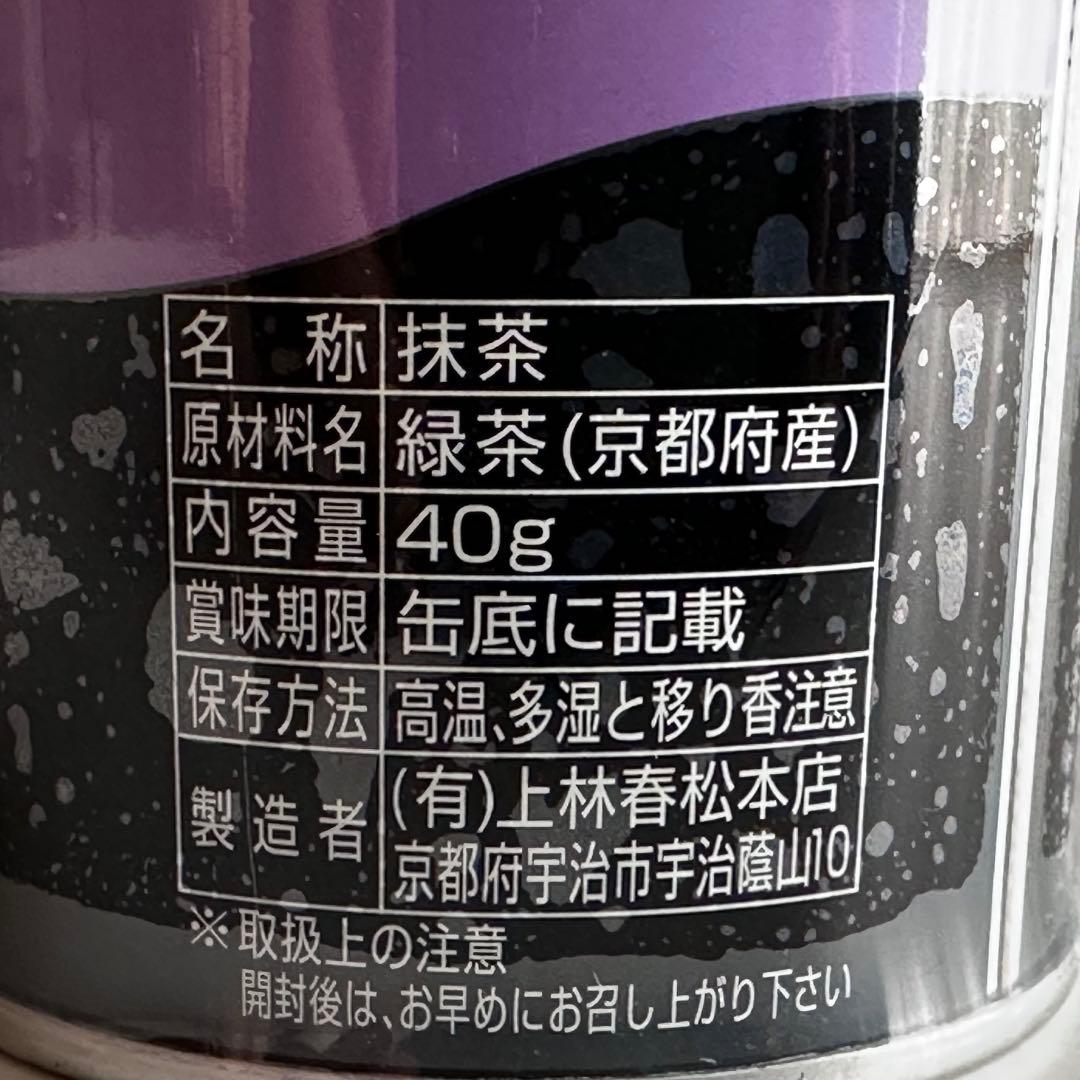 名称 抹茶
原材料名 緑茶(京都府産)
内容量 40g
賞味期限 缶底に記載
保存方法 高温、多湿と移り香注意
製造者 (有)上林春松本店
京都府宇治市宇治蔭山10
※取扱上の注意
開封後は、お早めにお召し上がり下さい